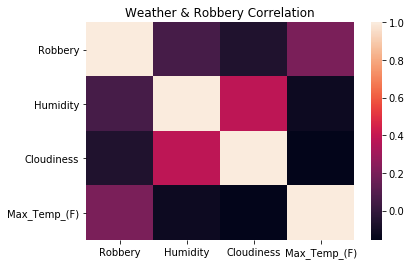 Weather & Robbery Correlation
Robbery
Humidity
Cloudiness
Max_Temp_(F)
Robbery Humidity Cloudiness Max_Temp_(F)
1.0
0.8
0.6
0.4
0.2
0.0